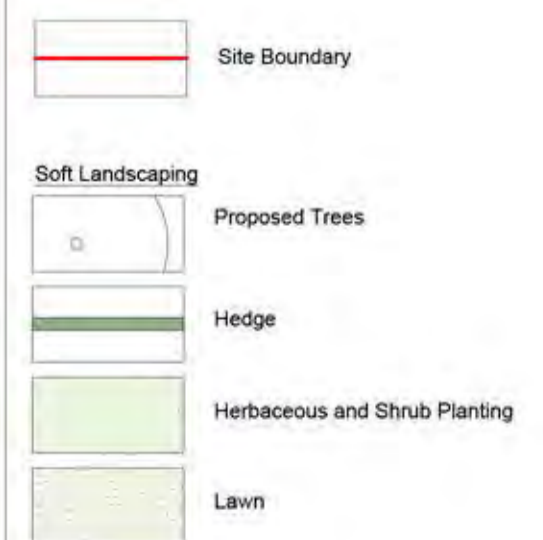 Site Boundary
Soft Landscaping
Proposed Trees
Hedge
Herbaceous and Shrub Planting
Lawn